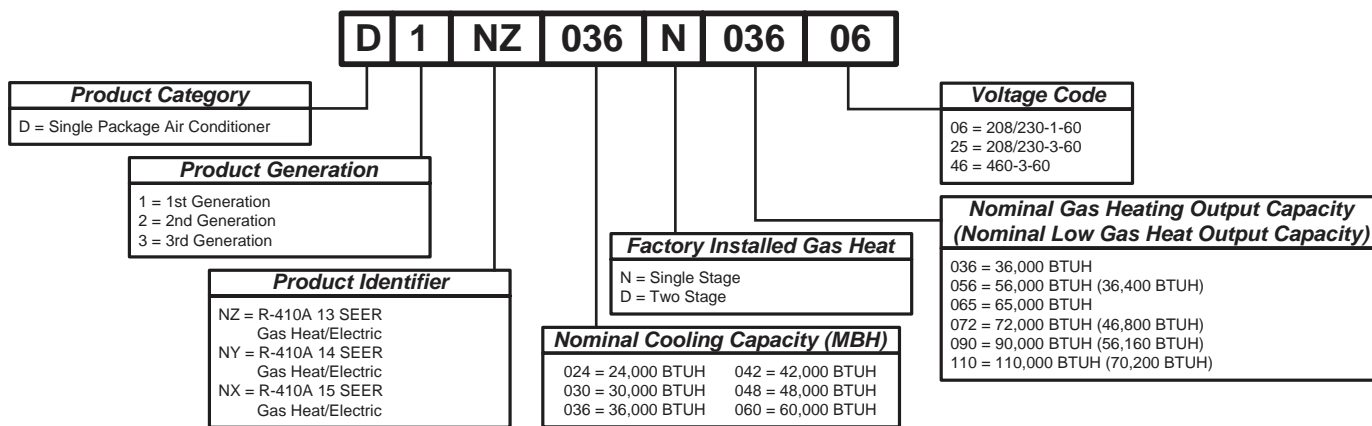 D 1 NZ 036 N 036 06
Product Category
D = Single Package Air Conditioner
Product Generation
1 = 1st Generation
2 = 2nd Generation
3 = 3rd Generation
Product Identifier
NZ = R-410A 13 SEER
Gas Heat/Electric
NY = R-410A 14 SEER
Gas Heat/Electric
NX = R-410A 15 SEER
Gas Heat/Electric
Nominal Cooling Capacity (MBH)
024 = 24,000 BTUH 042 = 42,000 BTUH
030 = 30,000 BTUH 048 = 48,000 BTUH
036 = 36,000 BTUH 060 = 60,000 BTUH
Factory Installed Gas Heat
N = Single Stage
D = Two Stage
Nominal Gas Heating Output Capacity
(Nominal Low Gas Heat Output Capacity)
036 = 36,000 BTUH
056 = 56,000 BTUH (36,400 BTUH)
065 = 65,000 BTUH
072 = 72,000 BTUH (46,800 BTUH)
090 = 90,000 BTUH (56,160 BTUH)
110 = 110,000 BTUH (70,200 BTUH)
Voltage Code
06 = 208/230-1-60
25 = 208/230-3-60
46 = 460-3-60